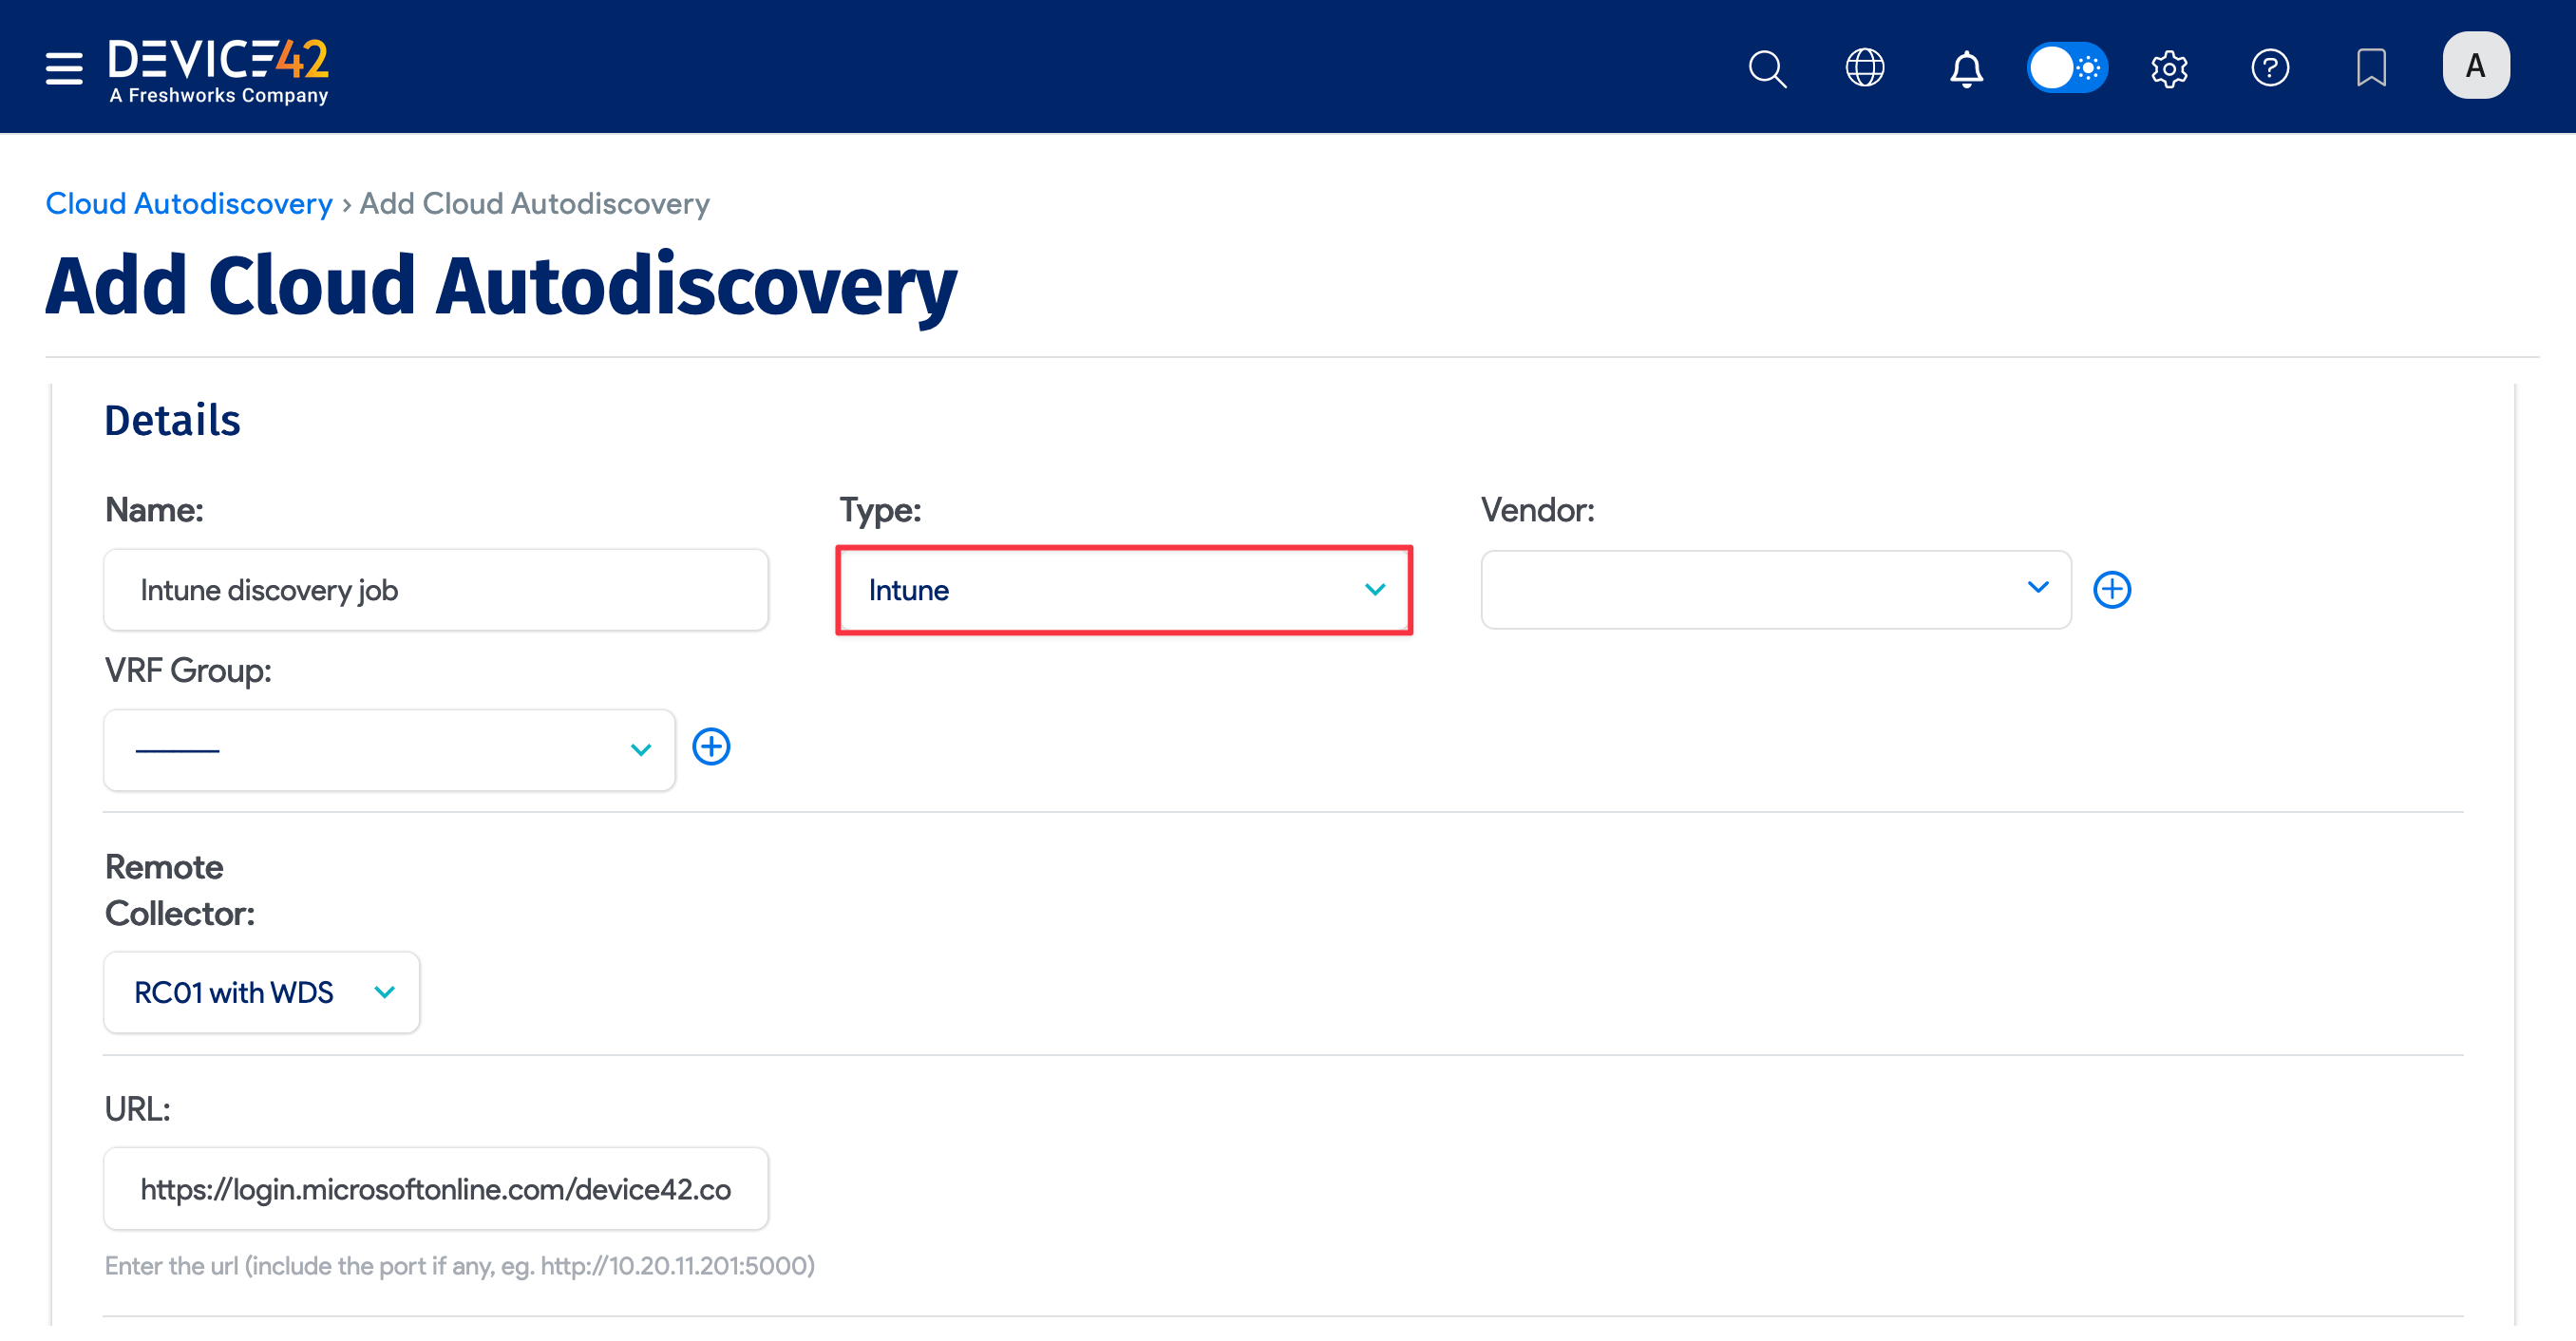 DEVICE42
A Freshworks Company
A
Cloud Autodiscovery › Add Cloud Autodiscovery
Add Cloud Autodiscovery
Details
Name:
Type:
Vendor:
Intune discovery job
Intune
VRF Group:
---------
Remote
Collector:
RC01 with WDS
URL:
https://login.microsoftonline.com/device42.co
Enter the url (include the port if any, eg. http://10.20.11.201:5000)